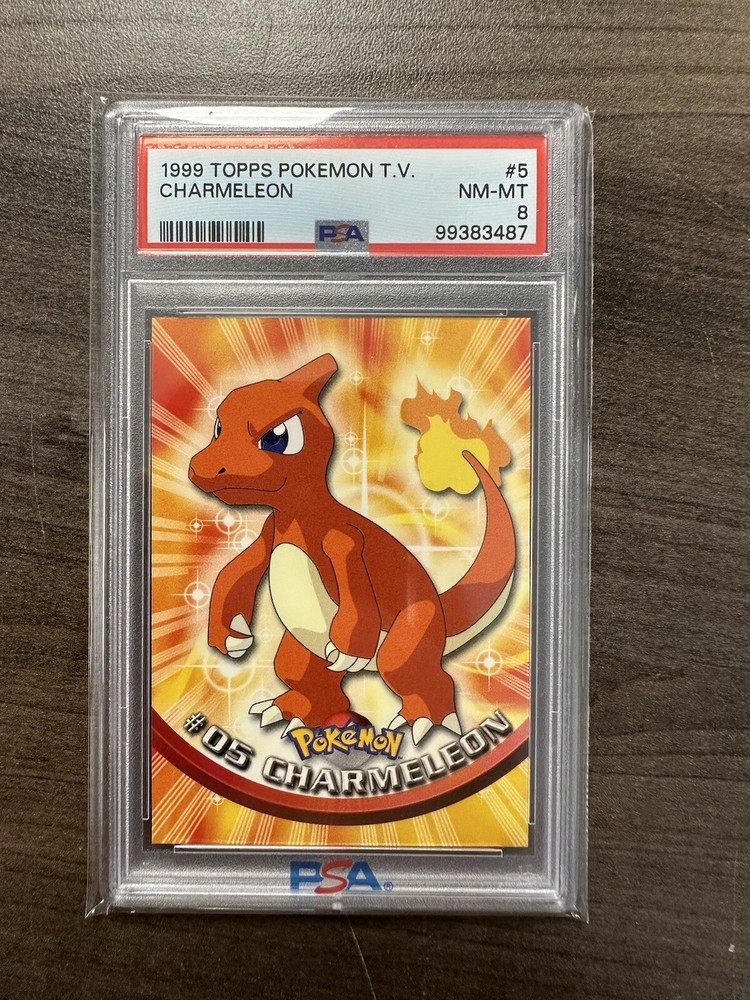 1999 TOPPS POKEMON T.V. #5
CHARMELEON NM-MT
8
PSA 99383487
POKéMON
#05 CHARMELEON
PSA®